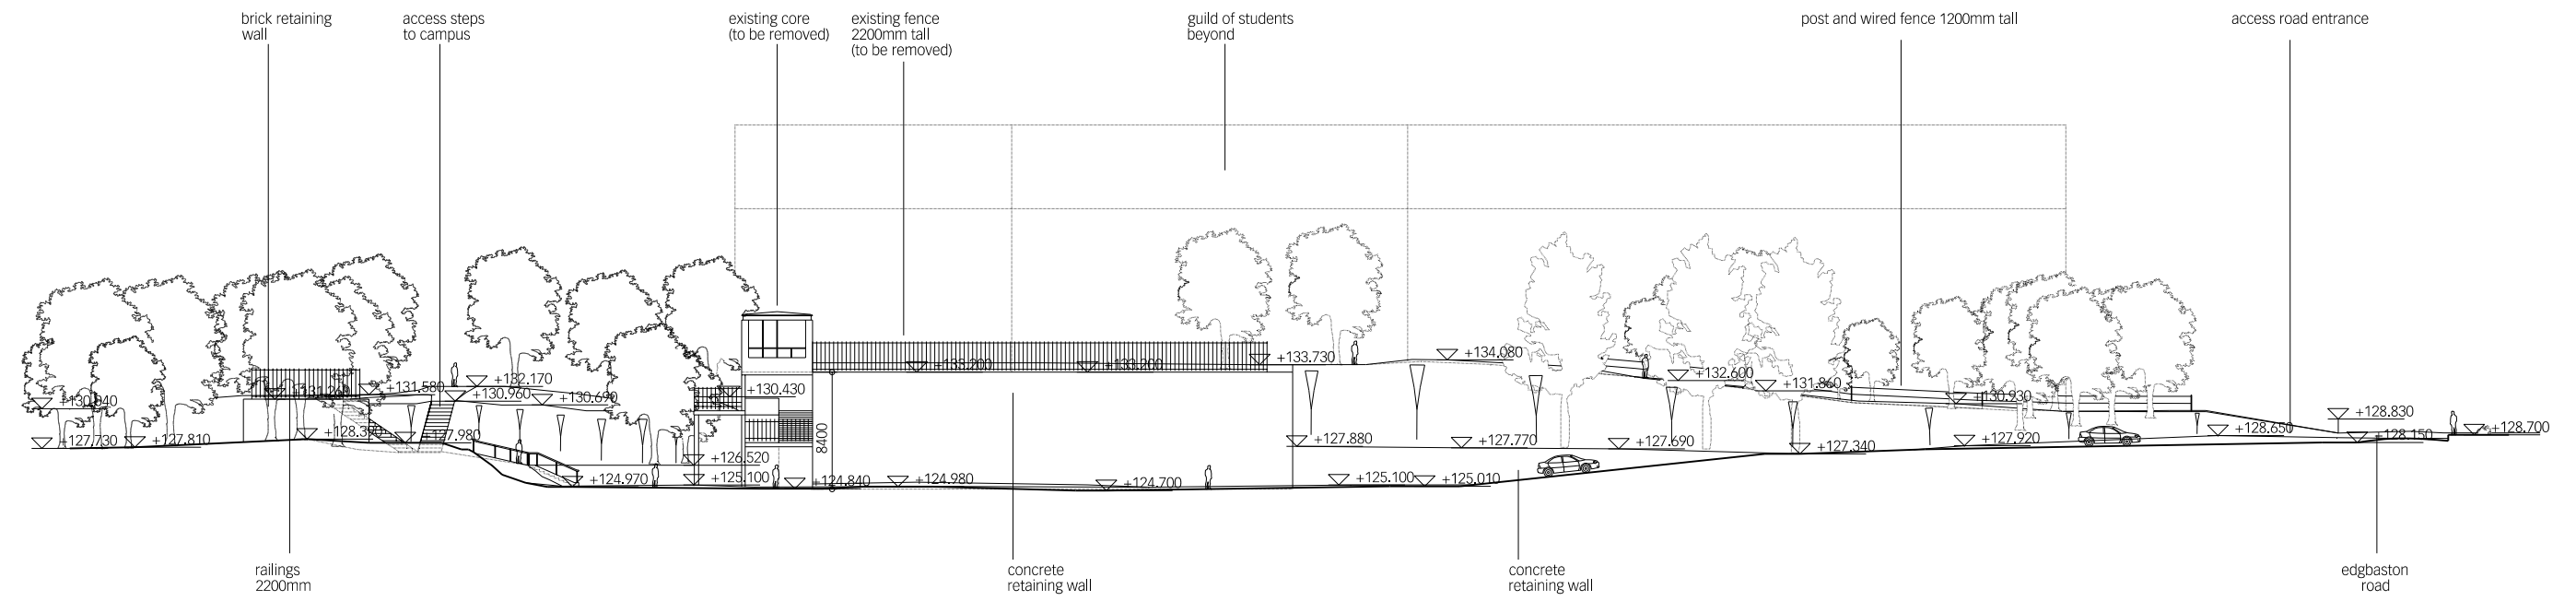 brick retaining
wall
access steps
to campus
existing core
(to be removed)
existing fence
2200mm tall
(to be removed)
guild of students
beyond
post and wired fence 1200mm tall
access road entrance
+133.200
+133.200
+133.730
+134.080
+132.600
+131.860
+130.930
+128.830
+128.700
+128.650
+128.150
+131.580
+132.170
+130.960
+130.690
+130.430
+127.730
+127.810
+127.980
+126.520
+124.970
+125.100
+124.840
8400
+124.980
+124.700
+125.100
+125.010
+127.880
+127.770
+127.690
+127.340
+127.920
railings
2200mm
concrete
retaining wall
concrete
retaining wall
edgbaston
road